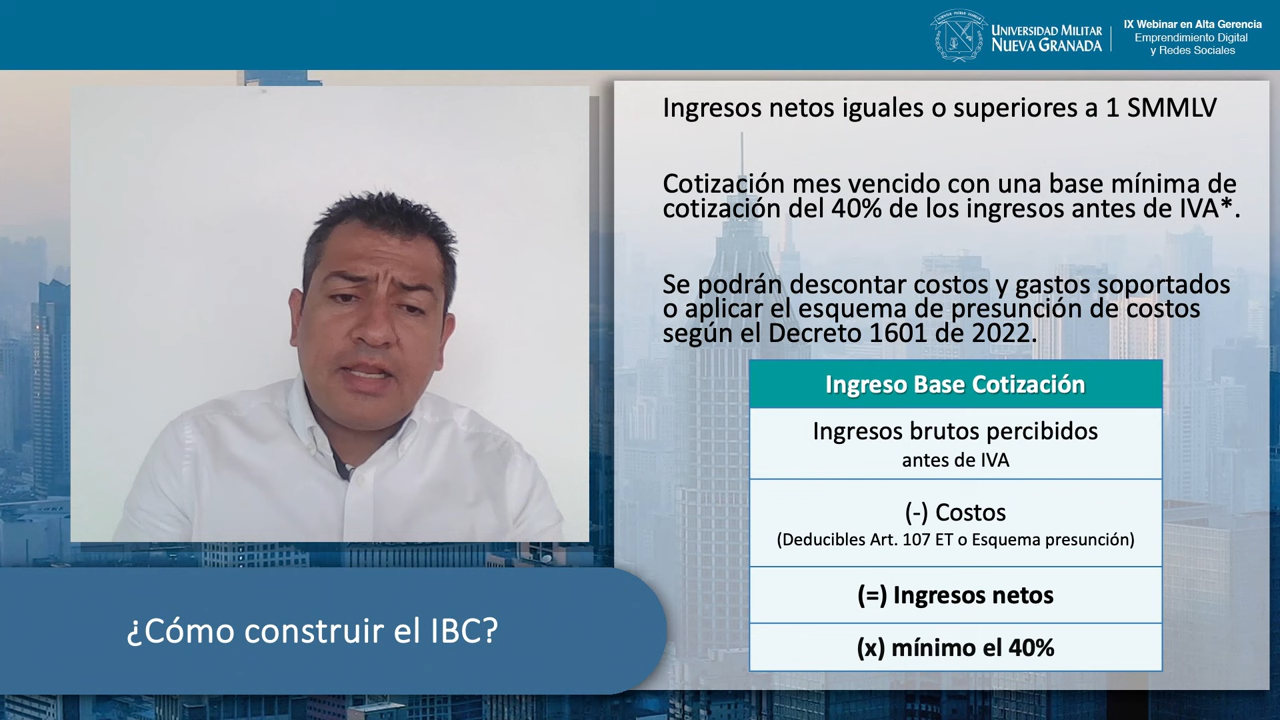 UNIVERSIDAD MILITAR
NUEVA GRANADA
IX Webinar en Alta Gerencia
Emprendimiento Digital
y Redes Sociales
Ingresos netos iguales o superiores a 1 SMMLV
Cotización mes vencido con una base mínima de
cotización del 40% de los ingresos antes de IVA*.
Se podrán descontar costos y gastos soportados
o aplicar el esquema de presunción de costos
según el Decreto 1601 de 2022.
Ingreso Base Cotización
Ingresos brutos percibidos
antes de IVA
(-) Costos
(Deducibles Art. 107 ET o Esquema presunción)
(=) Ingresos netos
(x) mínimo el 40%
¿Cómo construir el IBC?